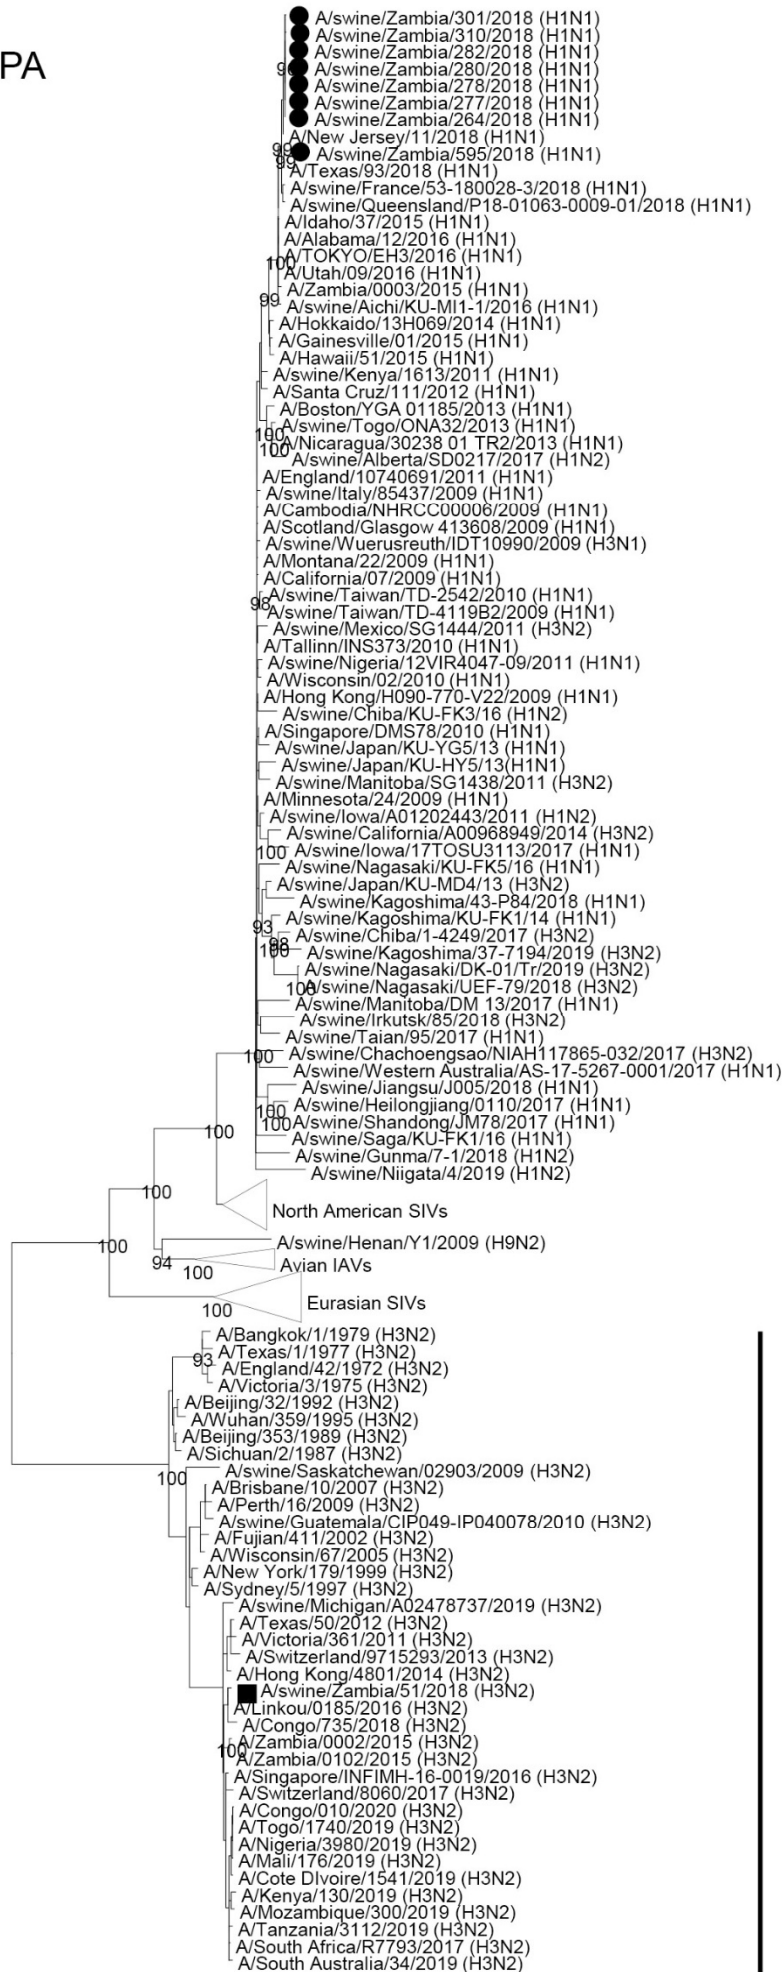 PA
A/swine/Zambia/301/2018 (H1N1)
A/swine/Zambia/310/2018 (H1N1)
A/swine/Zambia/282/2018 (H1N1)
A/swine/Zambia/280/2018 (H1N1)
A/swine/Zambia/278/2018 (H1N1)
A/swine/Zambia/277/2018 (H1N1)
A/swine/Zambia/264/2018 (H1N1)
A/New Jersey/11/2018 (H1N1)
99 A/swine/Zambia/595/2018 (H1N1)
99 A/Texas/93/2018 (H1N1)
A/swine/France/53-180028-3/2018 (H1N1)
A/swine/Queensland/P18-01063-0009-01/2018 (H1N1)
A/Idaho/37/2015 (H1N1)
A/Alabama/12/2016 (H1N1)
A/TOKYO/EH3/2016 (H1N1)
100 A/Utah/09/2016 (H1N1)
A/Zambia/0003/2015 (H1N1)
99 A/swine/Aichi/KU-MI1-1/2016 (H1N1)
A/Hokkaido/13H069/2014 (H1N1)
A/Gainesville/01/2015 (H1N1)
A/Hawaii/51/2015 (H1N1)
A/swine/Kenya/1613/2011 (H1N1)
A/Santa Cruz/111/2012 (H1N1)
A/Boston/YGA 01185/2013 (H1N1)
A/swine/Togo/ONA32/2013 (H1N1)
100 A/Nicaragua/30238 01 TR2/2013 (H1N1)
100 A/swine/Alberta/SD0217/2017 (H1N2)
A/England/10740691/2011 (H1N1)
A/swine/Italy/85437/2009 (H1N1)
A/Cambodia/NHRCC00006/2009 (H1N1)
A/Scotland/Glasgow 413608/2009 (H1N1)
A/swine/Wuerusreuth/IDT10990/2009 (H3N1)
A/Montana/22/2009 (H1N1)
A/California/07/2009 (H1N1)
A/swine/Taiwan/TD-2542/2010 (H1N1)
98 A/swine/Taiwan/TD-4119B2/2009 (H1N1)
A/swine/Mexico/SG1444/2011 (H3N2)
A/Tallinn/INS373/2010 (H1N1)
A/swine/Nigeria/12VIR4047-09/2011 (H1N1)
A/Wisconsin/02/2010 (H1N1)
A/Hong Kong/H090-770-V22/2009 (H1N1)
A/swine/Chiba/KU-FK3/16 (H1N2)
A/Singapore/DMS78/2010 (H1N1)
A/swine/Japan/KU-YG5/13 (H1N1)
A/swine/Japan/KU-HY5/13(H1N1)
A/swine/Manitoba/SG1438/2011 (H3N2)
A/Minnesota/24/2009 (H1N1)
A/swine/Iowa/A01202443/2011 (H1N2)
A/swine/California/A00968949/2014 (H3N2)
100 A/swine/Iowa/17TOSU3113/2017 (H1N1)
A/swine/Nagasaki/KU-FK5/16 (H1N1)
A/swine/Japan/KU-MD4/13 (H3N2)
A/swine/Kagoshima/43-P84/2018 (H1N1)
93 A/swine/Kagoshima/KU-FK1/14 (H1N1)
A/swine/Chiba/1-4249/2017 (H3N2)
100 A/swine/Kagoshima/37-7194/2019 (H3N2)
A/swine/Nagasaki/DK-01/Tr/2019 (H3N2)
A/swine/Nagasaki/UEF-79/2018 (H3N2)
A/swine/Manitoba/DM 13/2017 (H1N1)
A/swine/Irkutsk/85/2018 (H3N2)
A/swine/Taian/95/2017 (H1N1)
100 A/swine/Chachoengsao/NIAH117865-032/2017 (H3N2)
A/swine/Western Australia/AS-17-5267-0001/2017 (H1N1)
A/swine/Jiangsu/J005/2018 (H1N1)
100 A/swine/Heilongjiang/0110/2017 (H1N1)
100 A/swine/Shandong/JM78/2017 (H1N1)
100 A/swine/Saga/KU-FK1/16 (H1N1)
A/swine/Gunma/7-1/2018 (H1N2)
A/swine/Niigata/4/2019 (H1N2)
100 North American SIVs
100 A/swine/Henan/Y1/2009 (H9N2)
94 100 Avian IAVs
100 Eurasian SIVs
A/Bangkok/1/1979 (H3N2)
A/Texas/1/1977 (H3N2)
93 A/England/42/1972 (H3N2)
A/Victoria/3/1975 (H3N2)
A/Beijing/32/1992 (H3N2)
A/Wuhan/359/1995 (H3N2)
A/Beijing/353/1989 (H3N2)
A/Sichuan/2/1987 (H3N2)
100 A/swine/Saskatchewan/02903/2009 (H3N2)
A/Brisbane/10/2007 (H3N2)
A/Perth/16/2009 (H3N2)
A/swine/Guatemala/CIP049-IP040078/2010 (H3N2)
A/Fujian/411/2002 (H3N2)
A/Wisconsin/67/2005 (H3N2)
A/New York/179/1999 (H3N2)
A/Sydney/5/1997 (H3N2)
A/swine/Michigan/A02478737/2019 (H3N2)
A/Texas/50/2012 (H3N2)
A/Victoria/361/2011 (H3N2)
A/Switzerland/9715293/2013 (H3N2)
A/Hong Kong/4801/2014 (H3N2)
A/swine/Zambia/51/2018 (H3N2)
A/Linkou/0185/2016 (H3N2)
A/Congo/735/2018 (H3N2)
A/Zambia/0002/2015 (H3N2)
100 A/Zambia/0102/2015 (H3N2)
A/Singapore/INFIMH-16-0019/2016 (H3N2)
A/Switzerland/8060/2017 (H3N2)
A/Congo/010/2020 (H3N2)
A/Togo/1740/2019 (H3N2)
A/Nigeria/3980/2019 (H3N2)
A/Mali/176/2019 (H3N2)
A/Cote DIvoire/1541/2019 (H3N2)
A/Kenya/130/2019 (H3N2)
A/Mozambique/300/2019 (H3N2)
A/Tanzania/3112/2019 (H3N2)
A/South Africa/R7793/2017 (H3N2)
A/South Australia/34/2019 (H3N2)